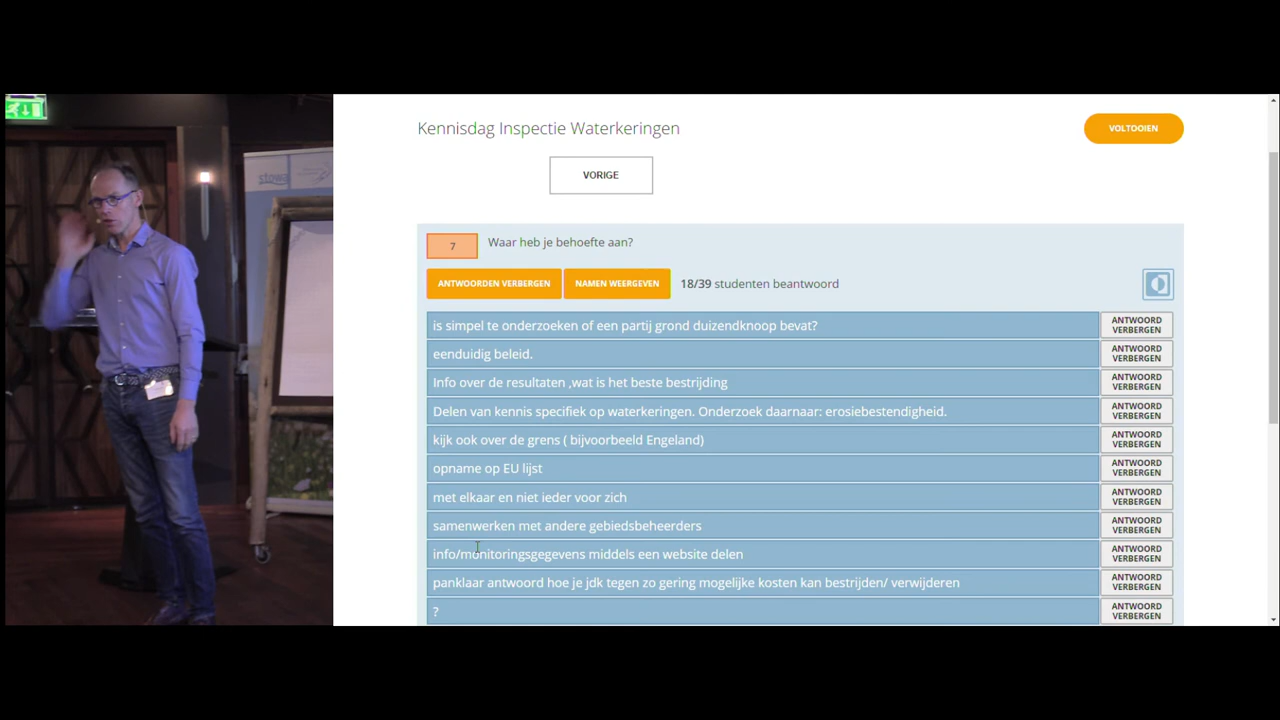 stowa
Kennisdag Inspectie Waterkeringen
VOLTOOIEN
VORIGE
7
Waar heb je behoefte aan?
ANTWOORDEN VERBERGEN
NAMEN WEERGEVEN
18/39 studenten beantwoord
is simpel te onderzoeken of een partij grond duizendknoop bevat?
ANTWOORD
VERBERGEN
eenduidig beleid.
ANTWOORD
VERBERGEN
Info over de resultaten ,wat is het beste bestrijding
ANTWOORD
VERBERGEN
Delen van kennis specifiek op waterkeringen. Onderzoek daarnaar: erosiebestendigheid.
ANTWOORD
VERBERGEN
kijk ook over de grens ( bijvoorbeeld Engeland)
ANTWOORD
VERBERGEN
opname op EU lijst
ANTWOORD
VERBERGEN
met elkaar en niet ieder voor zich
ANTWOORD
VERBERGEN
samenwerken met andere gebiedsbeheerders
ANTWOORD
VERBERGEN
info/monitoringsgegevens middels een website delen
ANTWOORD
VERBERGEN
panklaar antwoord hoe je jdk tegen zo gering mogelijke kosten kan bestrijden/ verwijderen
ANTWOORD
VERBERGEN
?
ANTWOORD
VERBERGEN